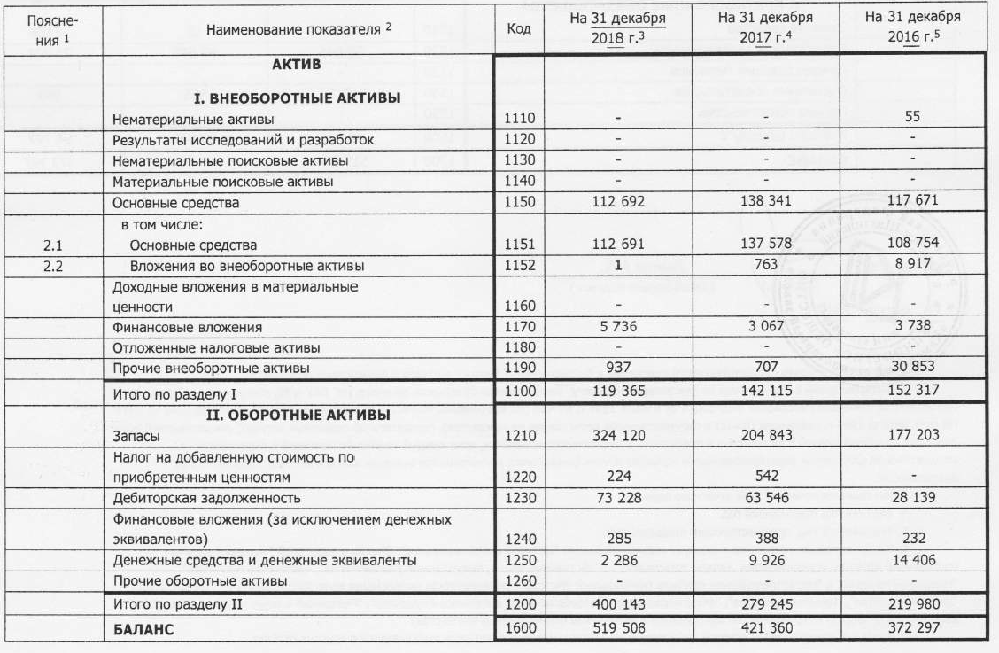 Поясне- Наименование показателя 2 Код На 31 декабря На 31 декабря На 31 декабря
ния 1 2018 г.3 2017 г.4 2016 г.5
АКТИВ
I. ВНЕОБОРОТНЫЕ АКТИВЫ
Нематериальные активы 1110 - - 55
Результаты исследований и разработок 1120 - - -
Нематериальные поисковые активы 1130 - - -
Материальные поисковые активы 1140 - - -
Основные средства 1150 112 692 138 341 117 671
в том числе:
2.1 Основные средства 1151 112 691 137 578 108 754
2.2 Вложения во внеоборотные активы 1152 1 763 8 917
Доходные вложения в материальные
ценности 1160 - - -
Финансовые вложения 1170 5 736 3 067 3 738
Отложенные налоговые активы 1180 - - -
Прочие внеоборотные активы 1190 937 707 30 853
Итого по разделу I 1100 119 365 142 115 152 317
II. ОБОРОТНЫЕ АКТИВЫ
Запасы 1210 324 120 204 843 177 203
Налог на добавленную стоимость по
приобретенным ценностям 1220 224 542 -
Дебиторская задолженность 1230 73 228 63 546 28 139
Финансовые вложения (за исключением денежных
эквивалентов) 1240 285 388 232
Денежные средства и денежные эквиваленты 1250 2 286 9 926 14 406
Прочие оборотные активы 1260 - - -
Итого по разделу II 1200 400 143 279 245 219 980
БАЛАНС 1600 519 508 421 360 372 297